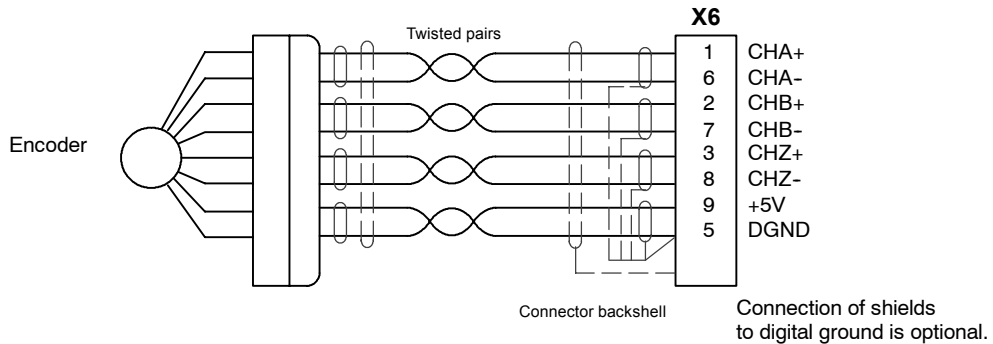 X6
Twisted pairs
1 CHA+
6 CHA-
2 CHB+
7 CHB-
3 CHZ+
8 CHZ-
9 +5V
5 DGND
Encoder
Connector backshell
Connection of shields
to digital ground is optional.